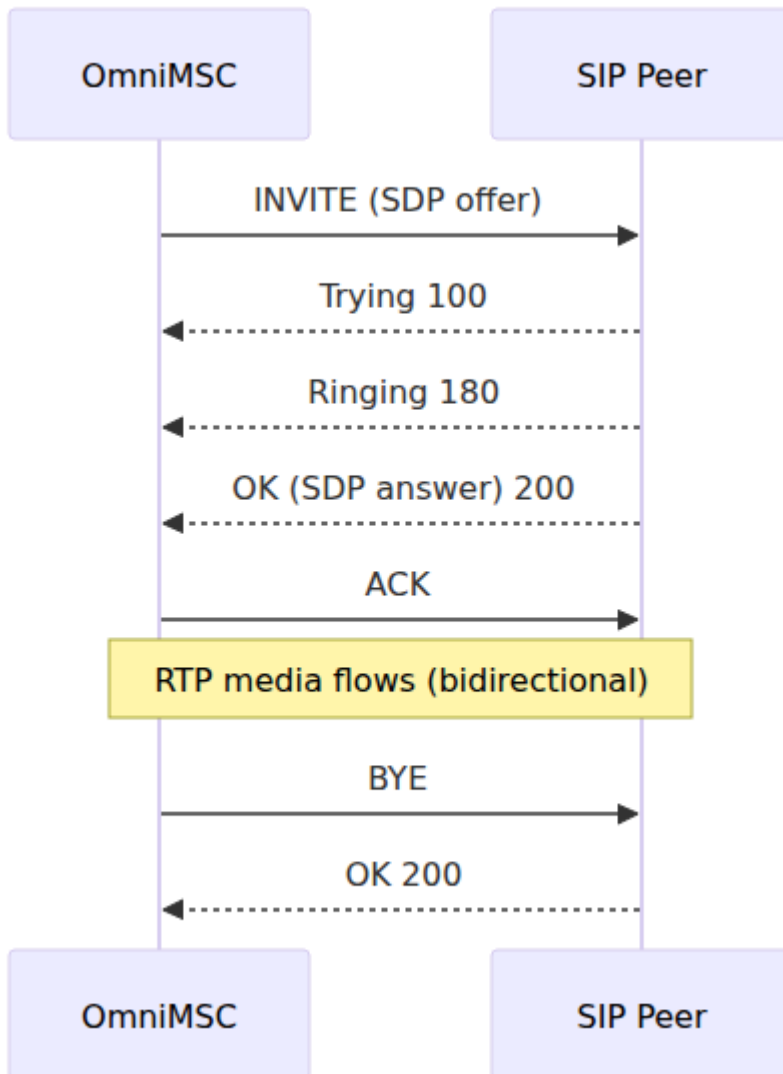 OmniMSC
SIP Peer
INVITE (SDP offer)
Trying 100
Ringing 180
OK (SDP answer) 200
ACK
RTP media flows (bidirectional)
BYE
OK 200
OmniMSC
SIP Peer